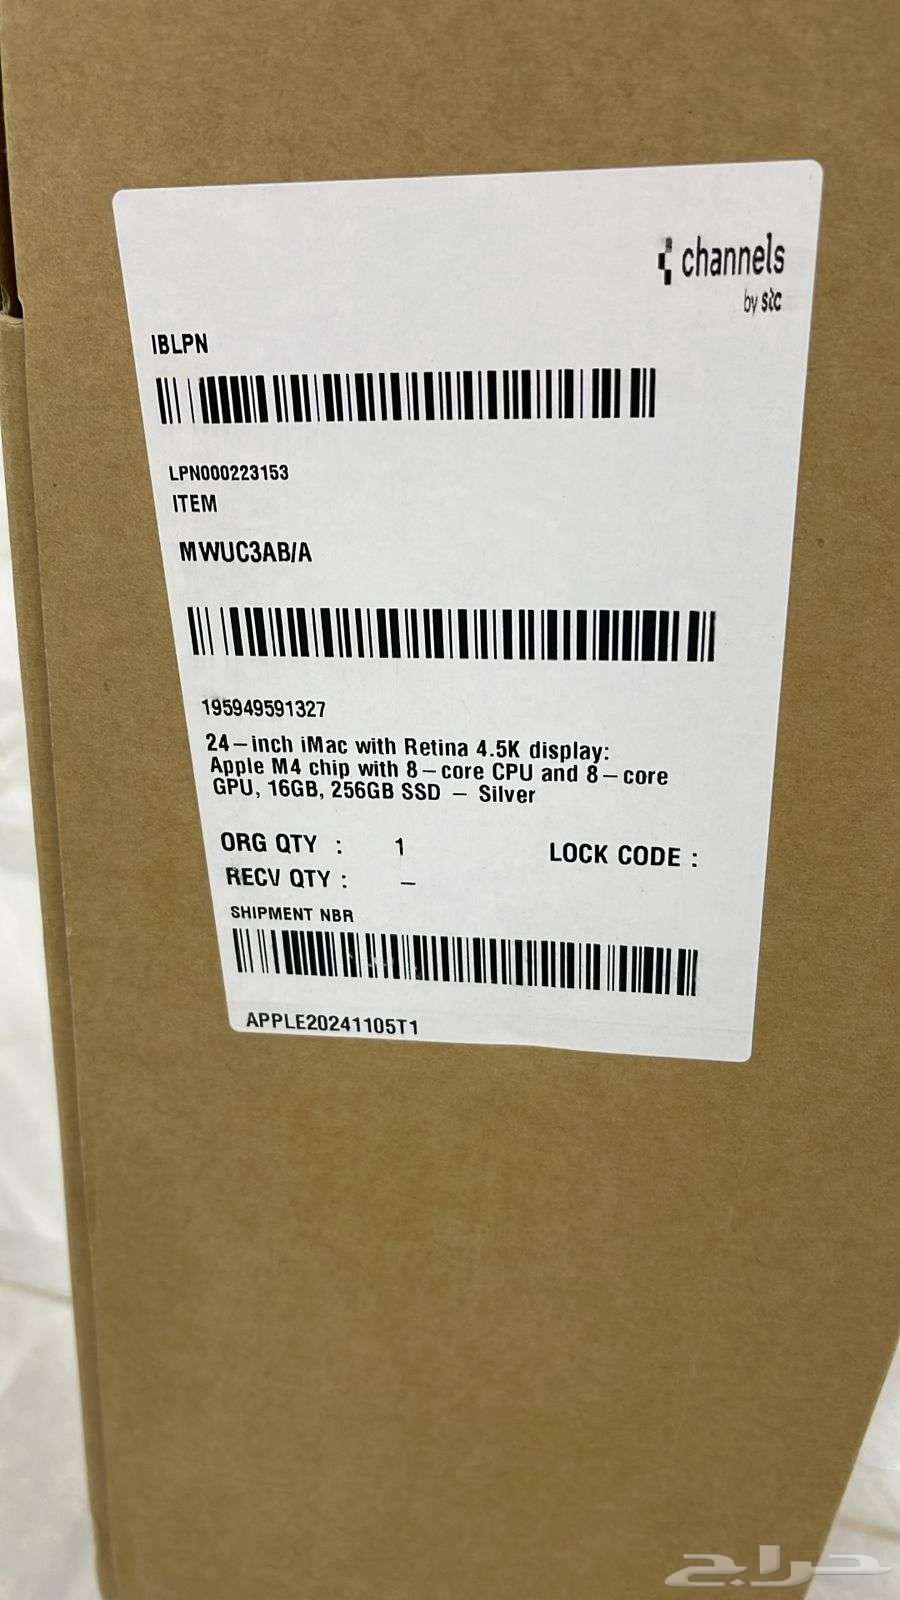 channels
by stc
IBLPN
LPN000223153
ITEM
MWUC3AB/A
195949591327
24-inch iMac with Retina 4.5K display:
Apple M4 chip with 8-core CPU and 8-core
GPU, 16GB, 256GB SSD - Silver
ORG QTY : 1
LOCK CODE :
RECV QTY : -
SHIPMENT NBR
APPLE20241105T1
حراج